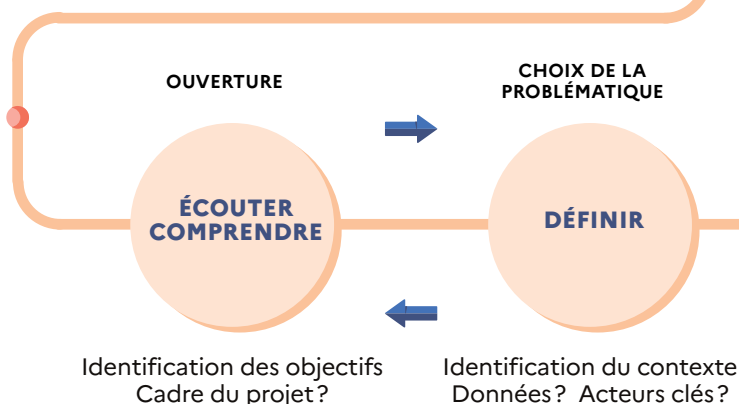 OUVERTURE
CHOIX DE LA
PROBLÉMATIQUE
ÉCOUTER
COMPRENDRE
DÉFINIR
Identification des objectifs
Cadre du projet ?
Identification du contexte
Données ? Acteurs clés ?